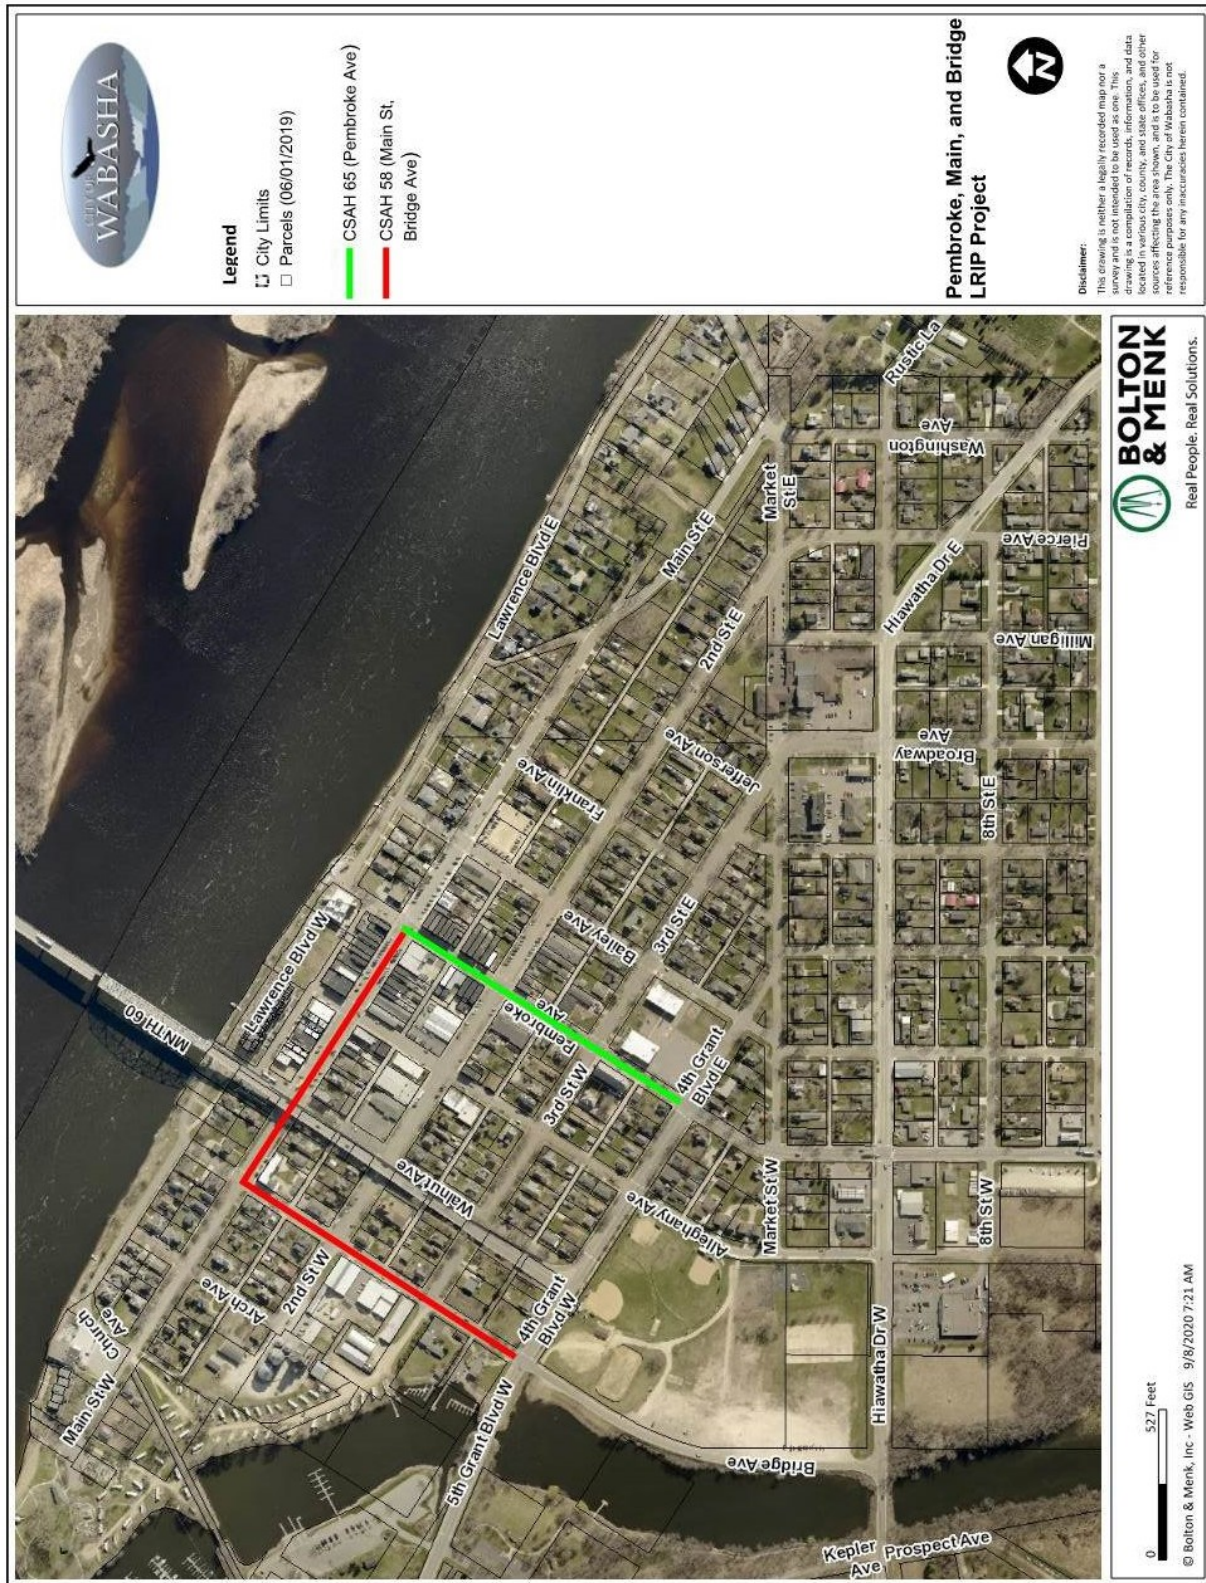 CITY OF
WABASHA
Legend
City Limits
Parcels (06/01/2019)
CSAH 65 (Pembroke Ave)
CSAH 58 (Main St,
Bridge Ave)
Pembroke, Main, and Bridge
LRIP Project
N
Disclaimer:
This drawing is neither a legally recorded map nor a
survey and is not intended to be used as one. This
drawing is a compilation of records, information, and data
located in various city, county, and state offices, and other
sources affecting the area shown, and is to be used for
reference purposes only. The City of Wabasha is not
responsible for any inaccuracies herein contained.
MNTH 60
Lawrence Blvd W
Lawrence Blvd E
Main St W
Church
Ave
Arch Ave
2nd St W
Walnut Ave
3rd St W
Pembroke
Ave
Bailey Ave
Franklin Ave
Jefferson Ave
Main St E
2nd St E
3rd St E
4th Grant
Blvd E
4th Grant
Blvd W
5th Grant Blvd W
Alleghany Ave
Market St W
Market
St E
Washington
Ave
Rustic La
Hiawatha Dr E
Pierce Ave
Milligan Ave
Broadway
Ave
8th St E
8th St W
Hiawatha Dr W
Bridge Ave
Kepler
Ave
Prospect Ave
0
527 Feet
© Bolton & Menk, Inc - Web GIS 9/8/2020 7:21 AM
BOLTON
& MENK
Real People. Real Solutions.